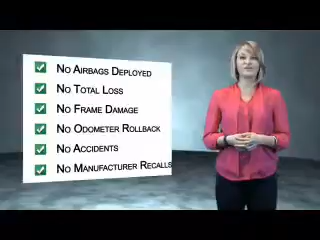 No Airbags Deployed
No Total Loss
No Frame Damage
No Odometer Rollback
No Accidents
No Manufacturer Recalls